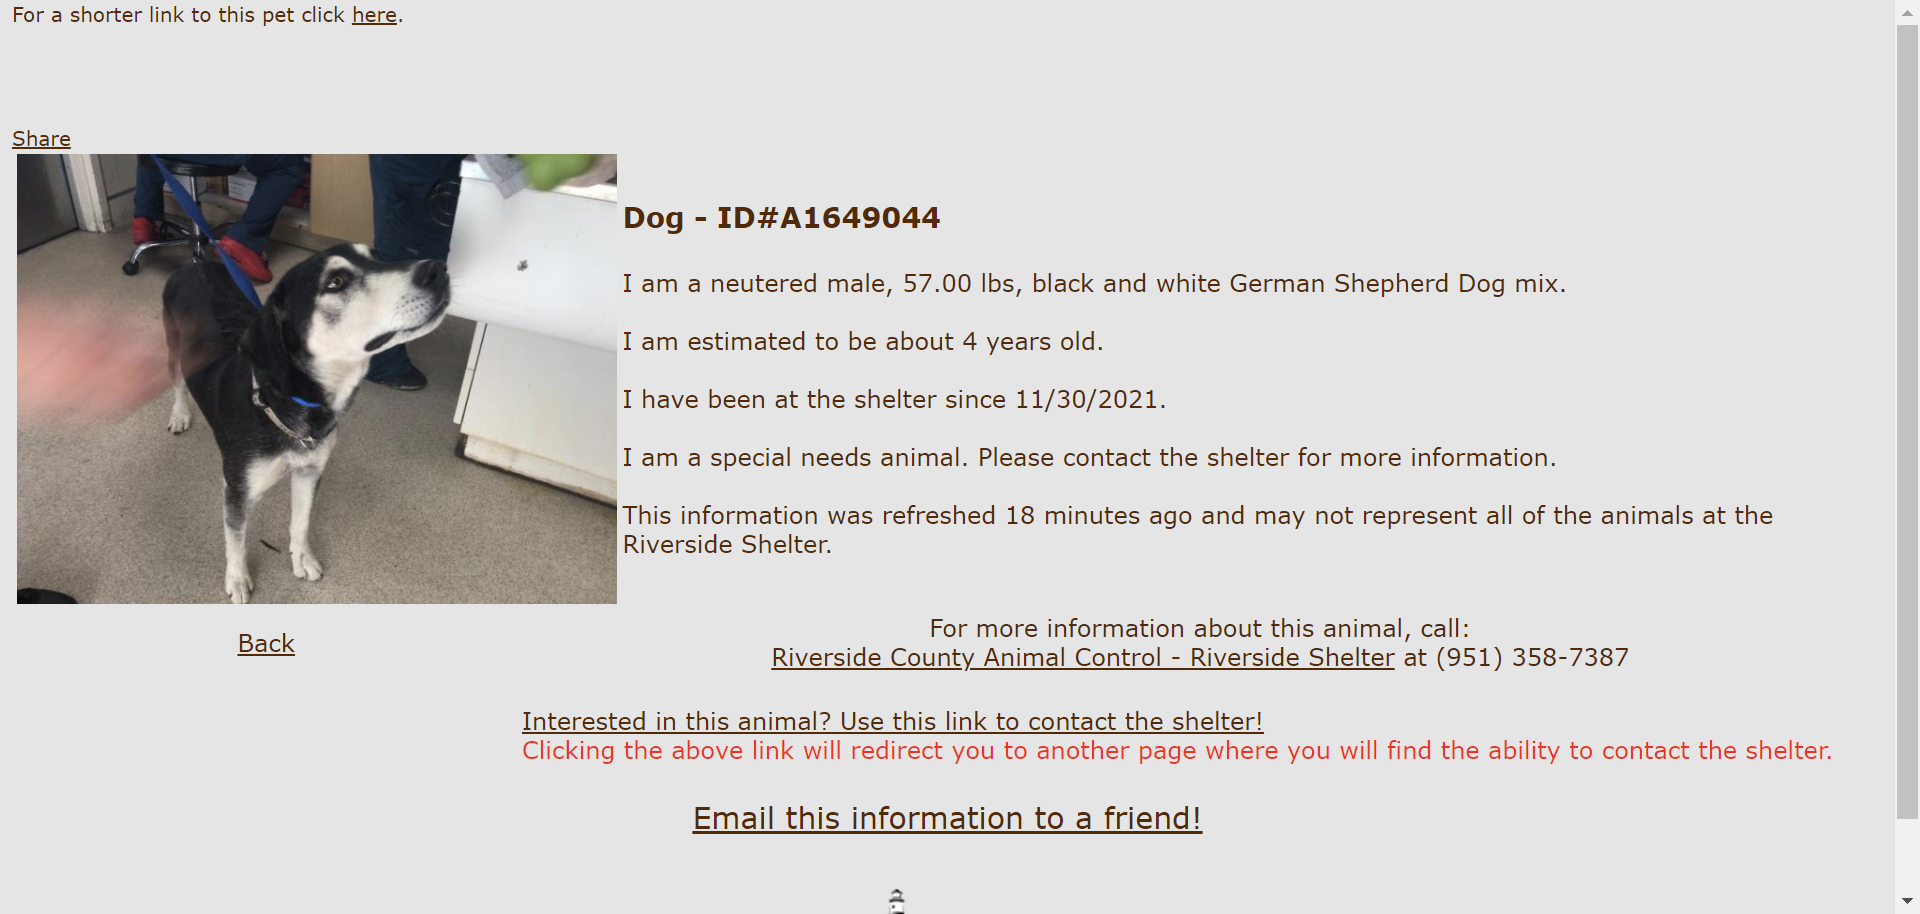 For a shorter link to this pet click here.
Share
Dog - ID#A1649044
I am a neutered male, 57.00 lbs, black and white German Shepherd Dog mix.
I am estimated to be about 4 years old.
I have been at the shelter since 11/30/2021.
I am a special needs animal. Please contact the shelter for more information.
This information was refreshed 18 minutes ago and may not represent all of the animals at the
Riverside Shelter.
Back
For more information about this animal, call:
Riverside County Animal Control - Riverside Shelter at (951) 358-7387
Interested in this animal? Use this link to contact the shelter!
Clicking the above link will redirect you to another page where you will find the ability to contact the shelter.
Email this information to a friend!